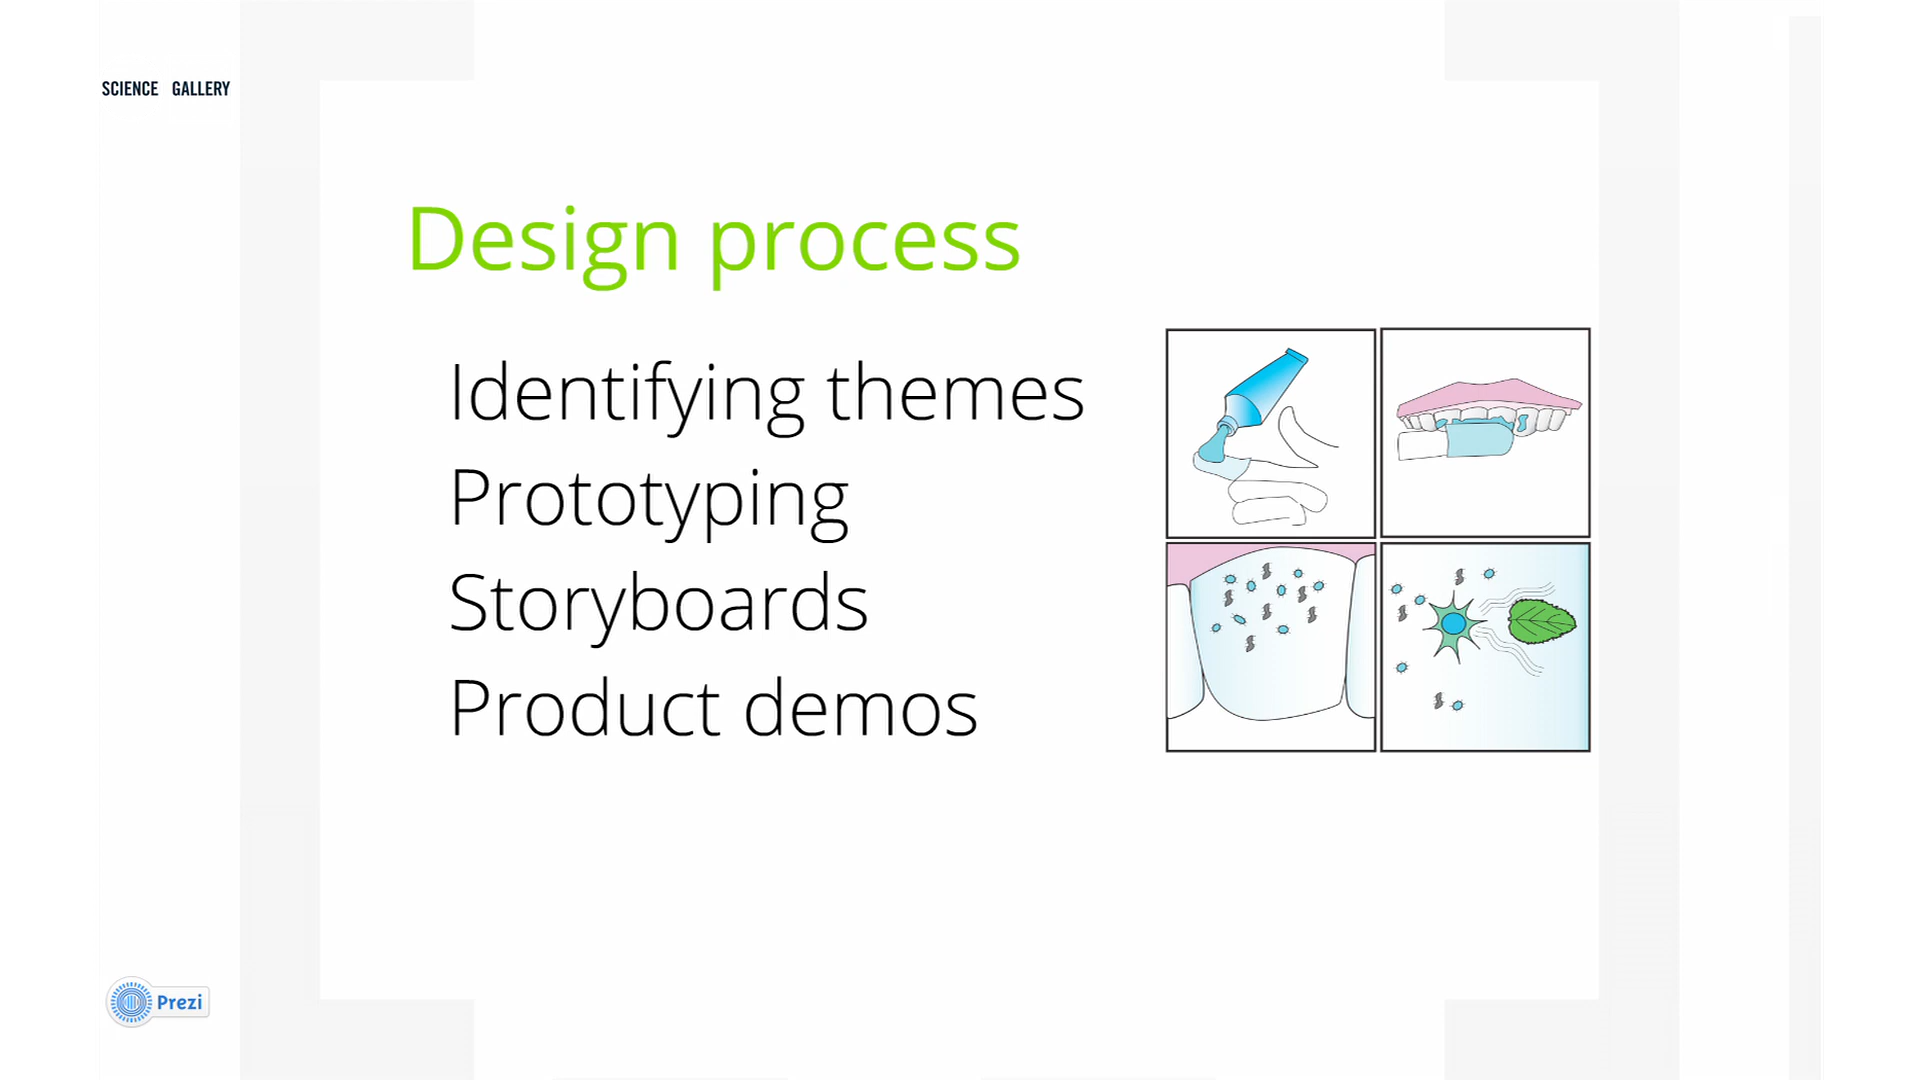 SCIENCE GALLERY
Design process
Identifying themes
Prototyping
Storyboards
Product demos
Prezi